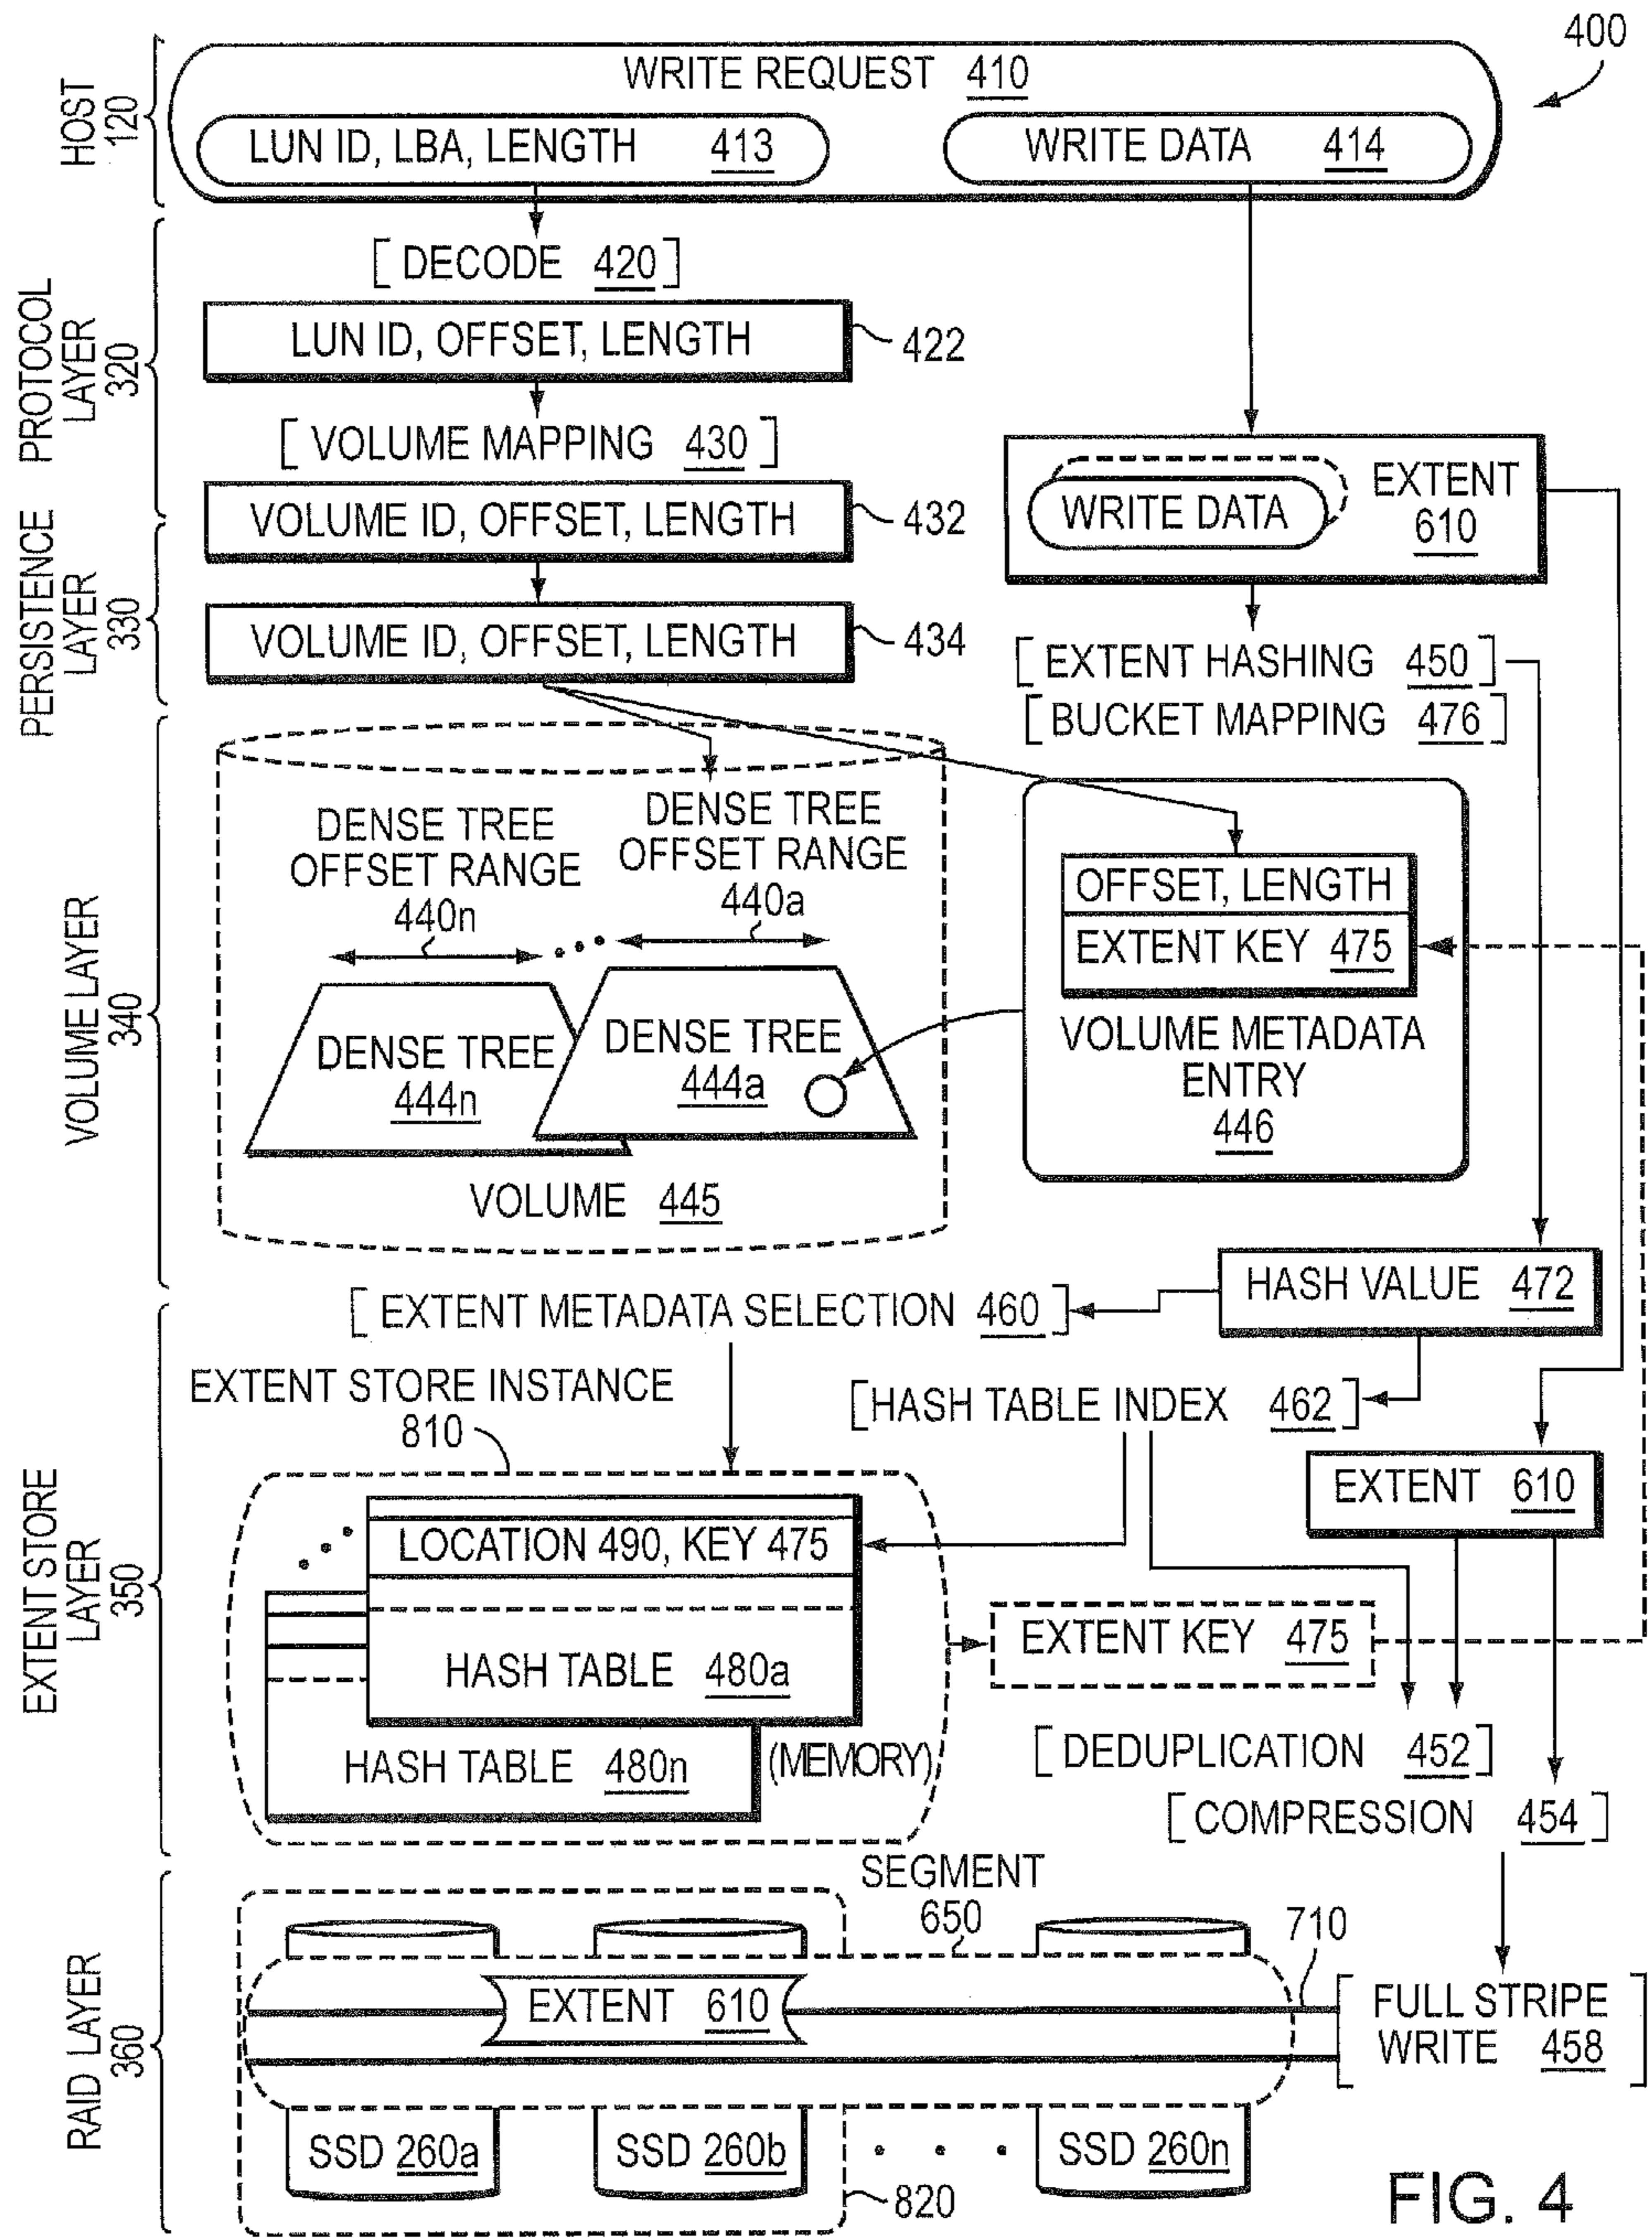 400
HOST
120
WRITE REQUEST 410
LUN ID, LBA, LENGTH 413
WRITE DATA 414
PROTOCOL
LAYER
320
[DECODE 420]
LUN ID, OFFSET, LENGTH
422
[VOLUME MAPPING 430]
VOLUME ID, OFFSET, LENGTH
432
WRITE DATA
EXTENT
610
PERSISTENCE
LAYER
330
VOLUME ID, OFFSET, LENGTH
434
[EXTENT HASHING 450]
[BUCKET MAPPING 476]
VOLUME LAYER
340
DENSE TREE
OFFSET RANGE
440n
DENSE TREE
OFFSET RANGE
440a
DENSE TREE
444n
DENSE TREE
444a
VOLUME 445
OFFSET, LENGTH
EXTENT KEY 475
VOLUME METADATA
ENTRY
446
HASH VALUE 472
EXTENT STORE
LAYER
350
[EXTENT METADATA SELECTION 460]
EXTENT STORE INSTANCE
810
[HASH TABLE INDEX 462]
EXTENT 610
LOCATION 490, KEY 475
HASH TABLE 480a
HASH TABLE 480n
(MEMORY)
EXTENT KEY 475
[DEDUPLICATION 452]
[COMPRESSION 454]
RAID LAYER
360
SEGMENT
650
710
EXTENT 610
[FULL STRIPE
WRITE 458]
SSD 260a
SSD 260b
SSD 260n
820
FIG. 4